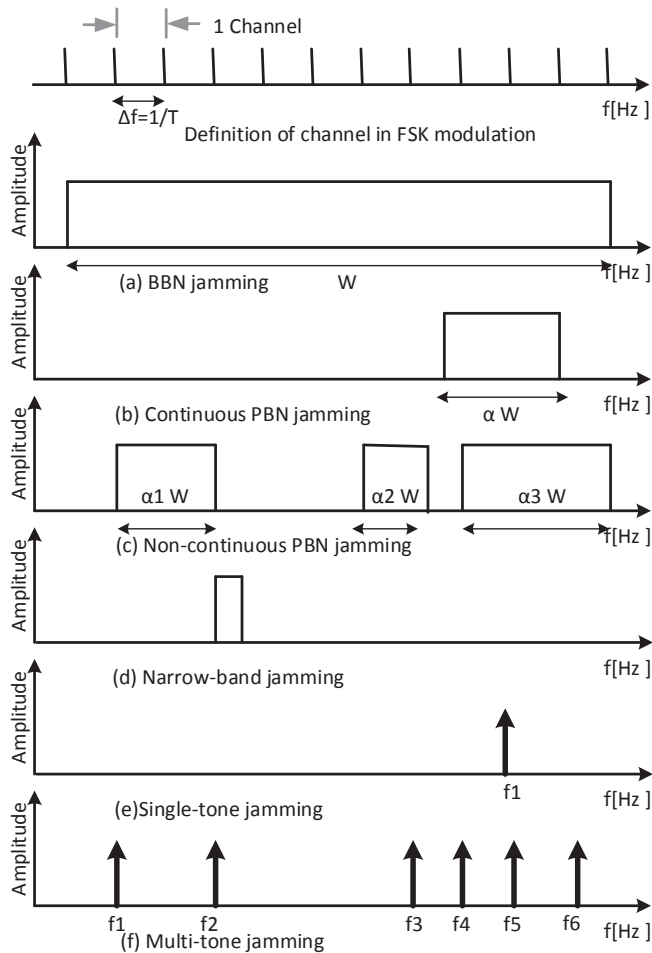 1 Channel
Δf=1/T
f[Hz ]
Definition of channel in FSK modulation
Amplitude
f[Hz ]
(a) BBN jamming
W
Amplitude
f[Hz ]
(b) Continuous PBN jamming
α W
Amplitude
α1 W
α2 W
α3 W
f[Hz ]
(c) Non-continuous PBN jamming
Amplitude
f[Hz ]
(d) Narrow-band jamming
Amplitude
f1
f[Hz ]
(e)Single-tone jamming
Amplitude
f1
f2
f3
f4
f5
f6
f[Hz ]
(f) Multi-tone jamming